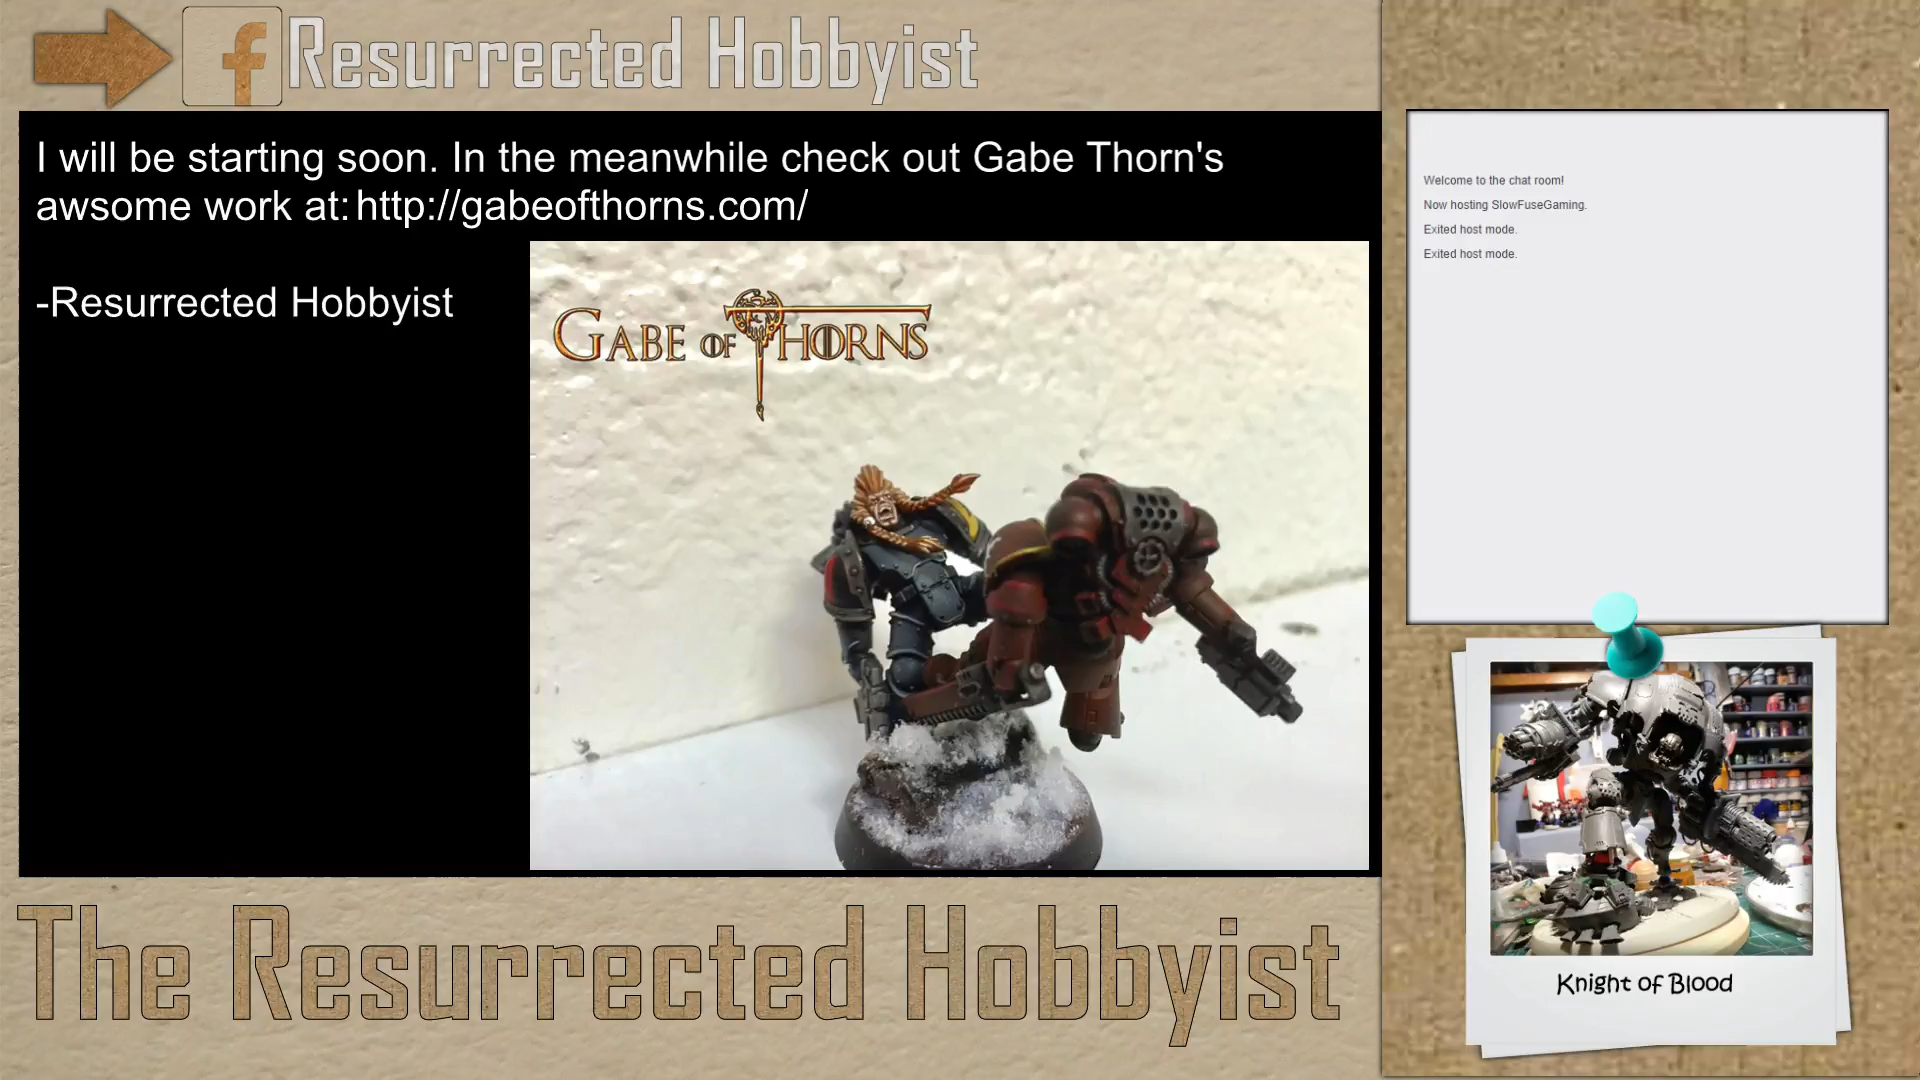 Resurrected Hobbyist
I will be starting soon. In the meanwhile check out Gabe Thorn's
awsome work at: http://gabeofthorns.com/
-Resurrected Hobbyist
GABE OF THORNS
The Resurrected Hobbyist
Welcome to the chat room!
Now hosting SlowFuseGaming.
Exited host mode.
Exited host mode.
Knight of Blood